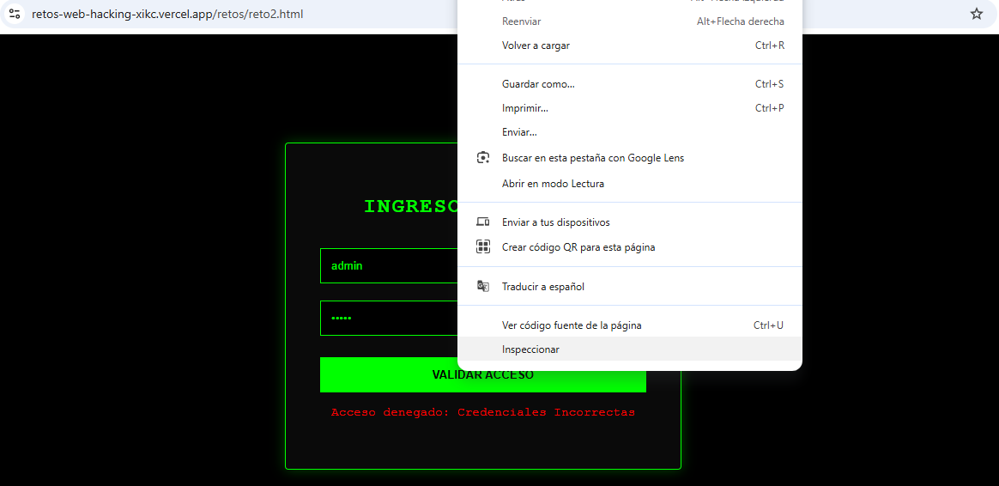 retos-web-hacking-xikc.vercel.app/retos/reto2.html
Reenviar Alt+Flecha derecha
Volver a cargar Ctrl+R
Guardar como... Ctrl+S
Imprimir... Ctrl+P
Enviar...
Buscar en esta pestaña con Google Lens
Abrir en modo Lectura
INGRESO
Enviar a tus dispositivos
Crear código QR para esta página
admin
Traducir a español
•••••
Ver código fuente de la página Ctrl+U
Inspeccionar
VALIDAR ACCESO
Acceso denegado: Credenciales Incorrectas